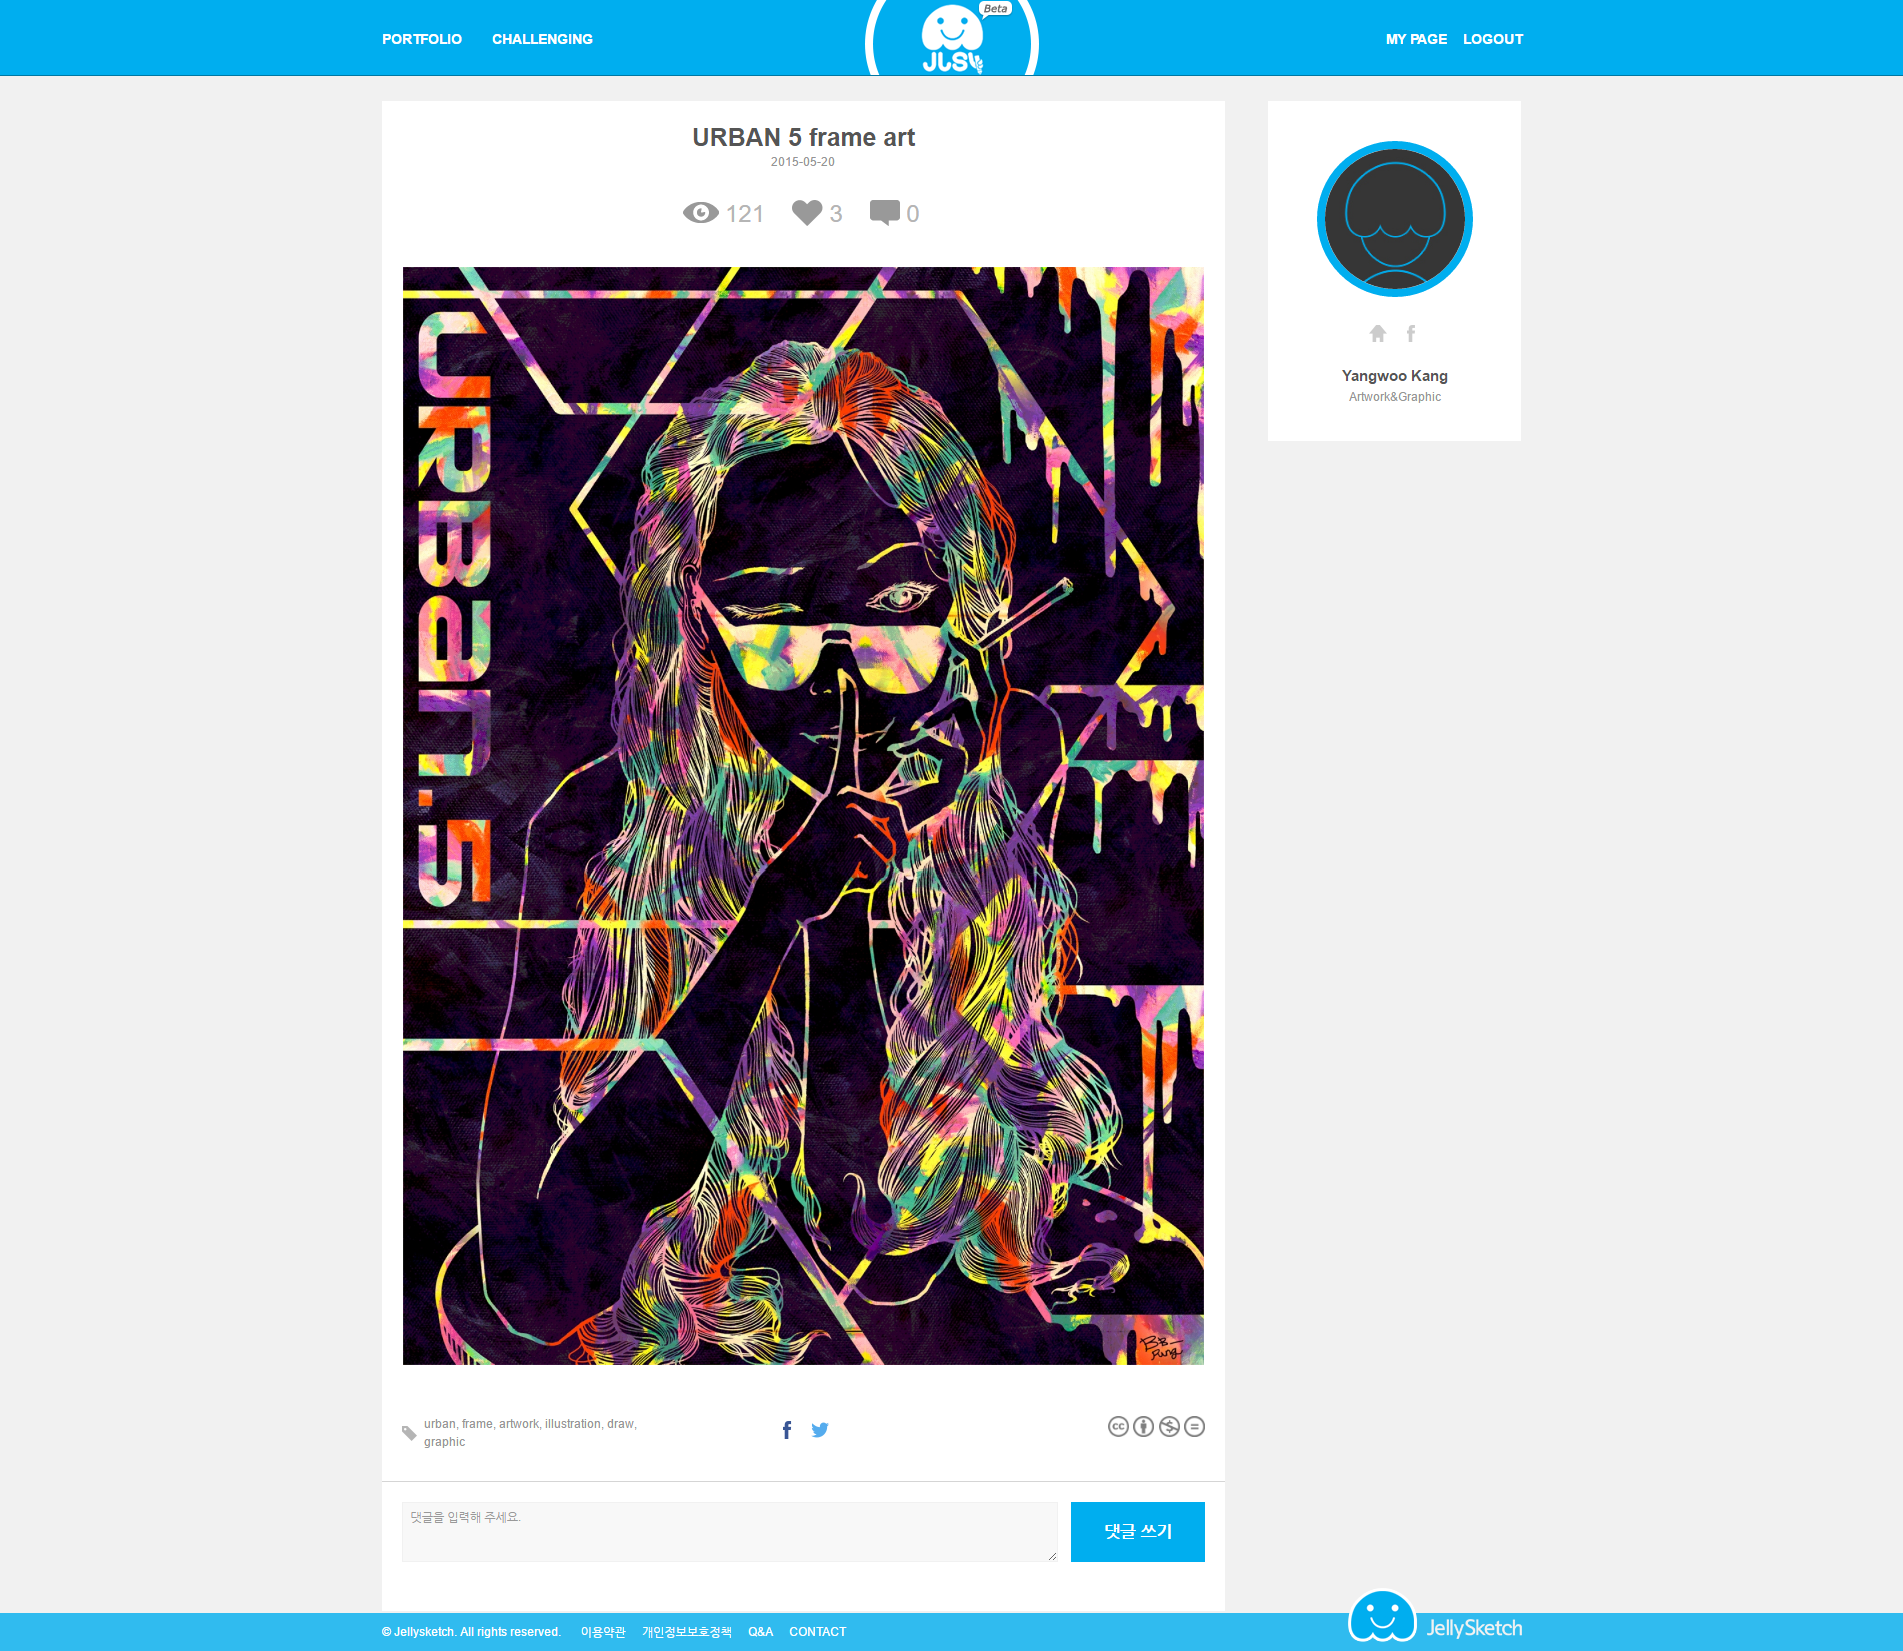 PORTFOLIO CHALLENGING
Beta
JLSK
MY PAGE LOGOUT
URBAN 5 frame art
2015-05-20
121 3 0
URBAN.5
Yangwoo Kang
Artwork&Graphic
urban, frame, artwork, illustration, draw,
graphic
댓글을 입력해 주세요.
댓글 쓰기
© Jellysketch. All rights reserved. 이용약관 개인정보보호정책 Q&A CONTACT
JellySketch